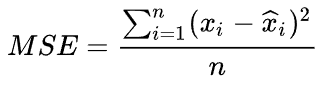 MSE = \frac{\sum_{i=1}^{n}(x_i - \widehat{x}_i)^2}{n}